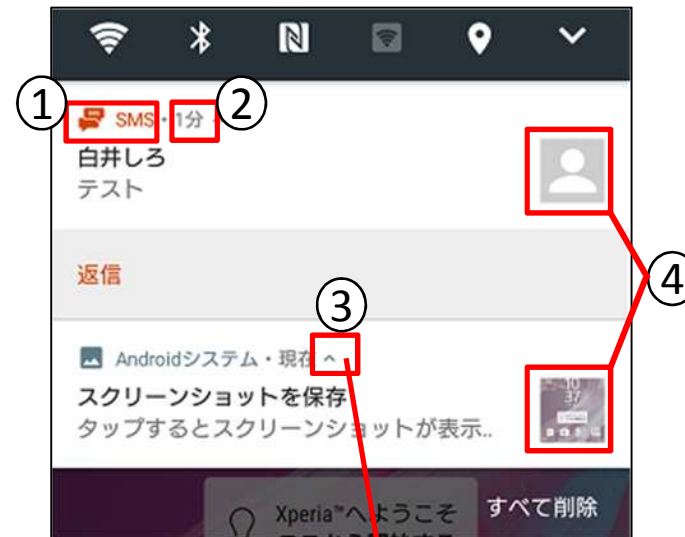 ① SMS・1分 ②
白井しろ
テスト
返信
③
④
Androidシステム・現在
スクリーンショットを保存
タップするとスクリーンショットが表示..
10
37
Xperia™へようこそ
すべて削除